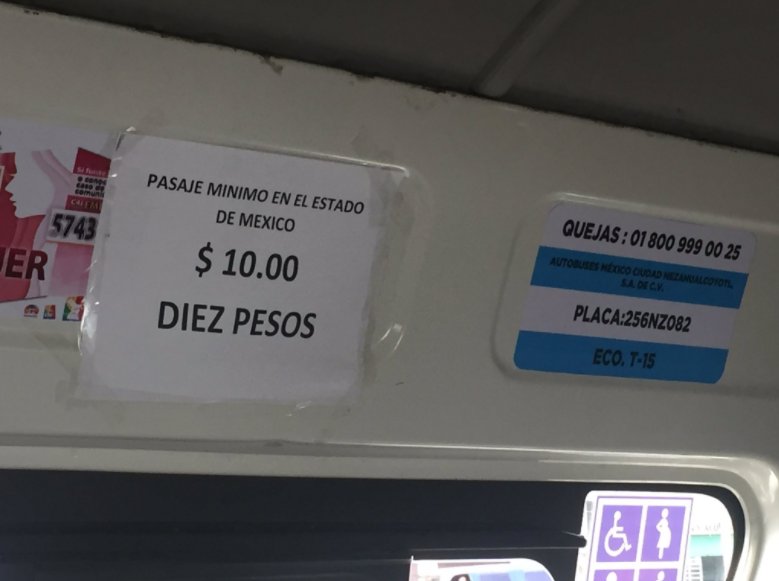 5743
UJER
PASAJE MINIMO EN EL ESTADO
DE MEXICO
$ 10.00
DIEZ PESOS
QUEJAS : 01 800 999 00 25
AUTOBUSES MÉXICO CIUDAD NEZAHUALCOYOTL
S.A. DE C.V.
PLACA:256NZ082
ECO. T-15